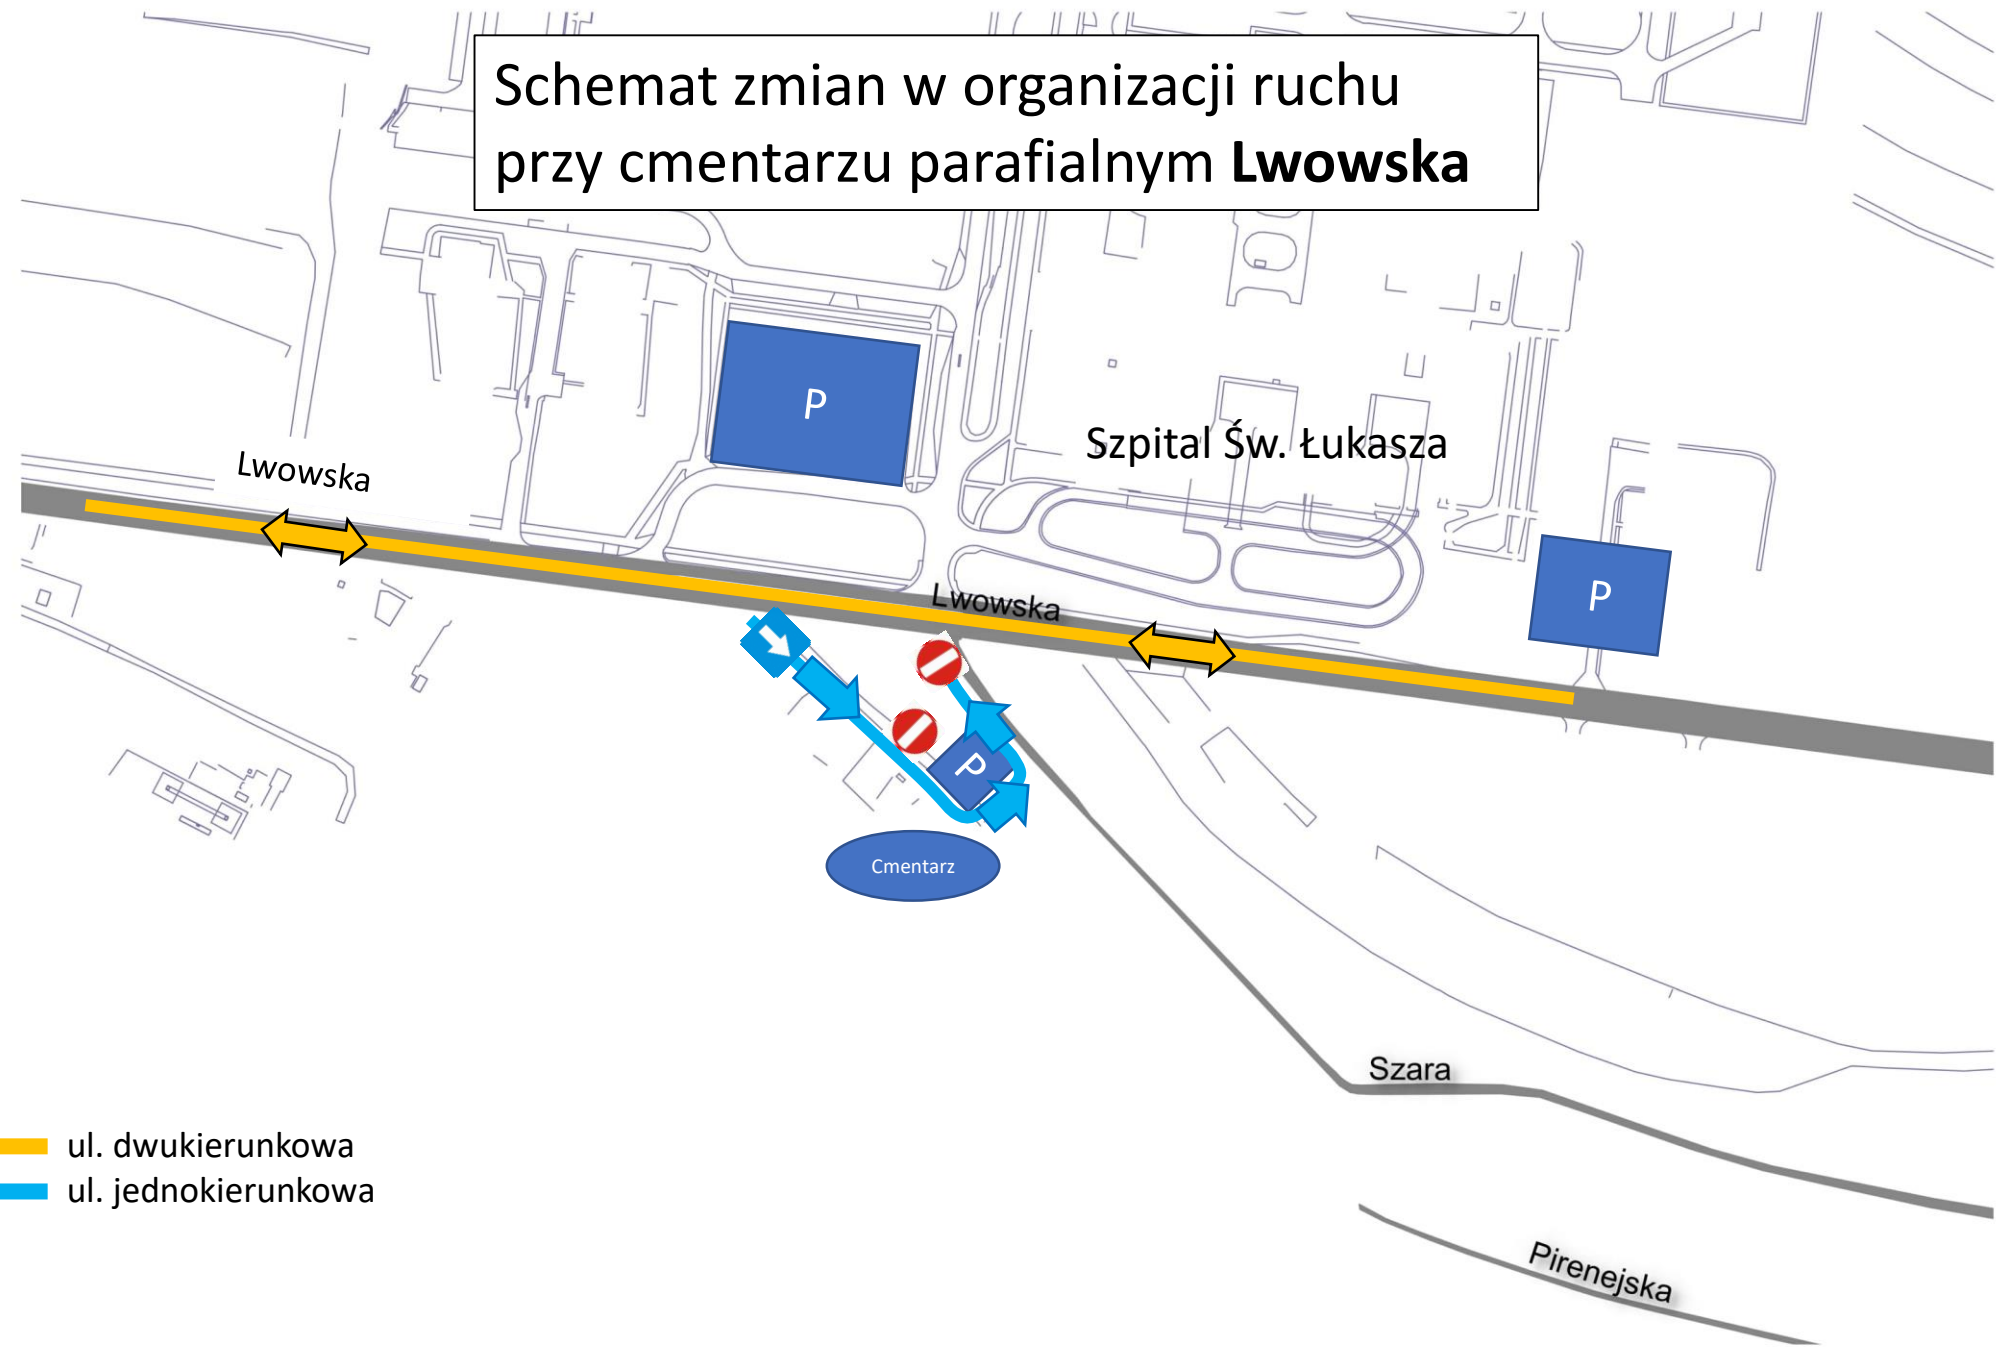 Schemat zmian w organizacji ruchu
przy cmentarzu parafialnym Lwowska
P
Szpital Św. Łukasza
Lwowska
P
Lwowska
P
Cmentarz
Szara
ul. dwukierunkowa
ul. jednokierunkowa
Pirenejska